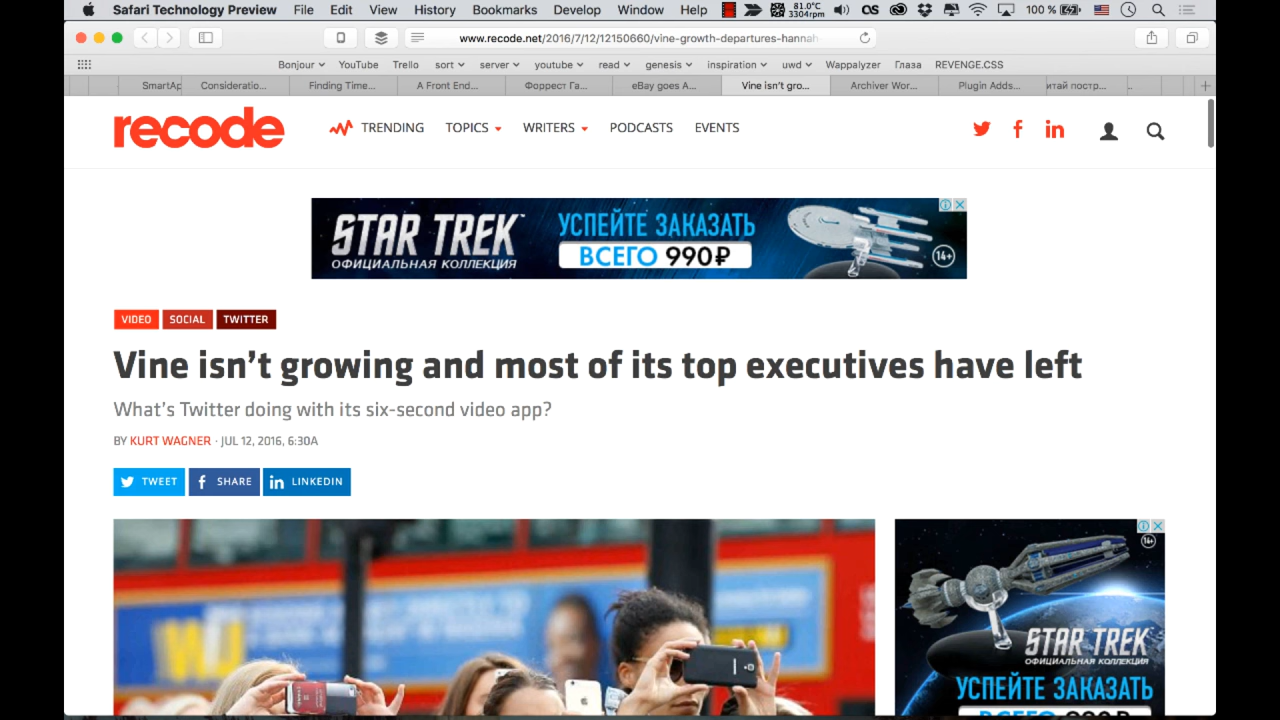 Safari Technology Preview File Edit View History Bookmarks Develop Window Help 81.0°C 3304rpm 100 %
www.recode.net/2016/7/12/12150660/vine-growth-departures-hannah
Bonjour YouTube Trello sort server youtube read genesis inspiration uwd Wappalyzer Глаза REVENGE.CSS
SmartAp Consideratio... Finding Time... A Front End... Форрест Га... eBay goes A... Vine isn't gro... Archiver Wor... Plugin Adds... итай постр... ..
recode TRENDING TOPICS WRITERS PODCASTS EVENTS
STAR TREK
ОФИЦИАЛЬНАЯ КОЛЛЕКЦИЯ
УСПЕЙТЕ ЗАКАЗАТЬ
ВСЕГО 990₽
14+
VIDEO SOCIAL TWITTER
Vine isn't growing and most of its top executives have left
What's Twitter doing with its six-second video app?
BY KURT WAGNER · JUL 12, 2016, 6:30A
TWEET SHARE LINKEDIN
14+
STAR TREK
ОФИЦИАЛЬНАЯ КОЛЛЕКЦИЯ
УСПЕЙТЕ ЗАКАЗАТЬ